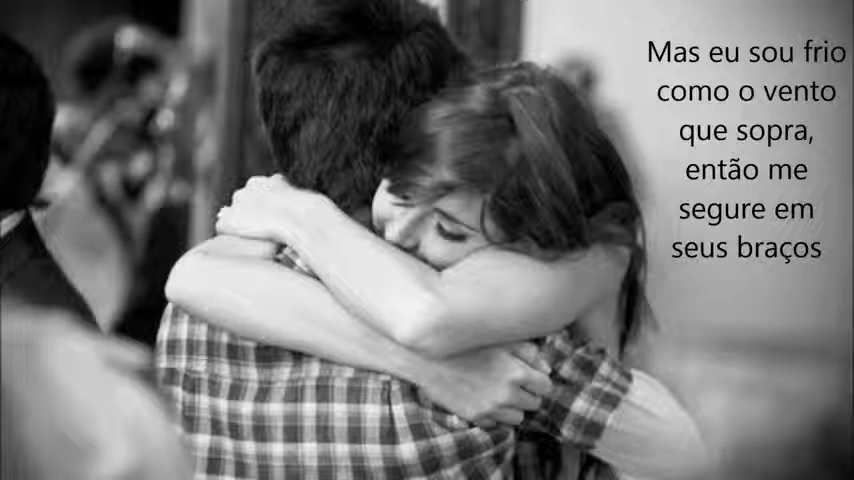 Mas eu sou frio
como o vento
que sopra,
então me
segure em
seus braços